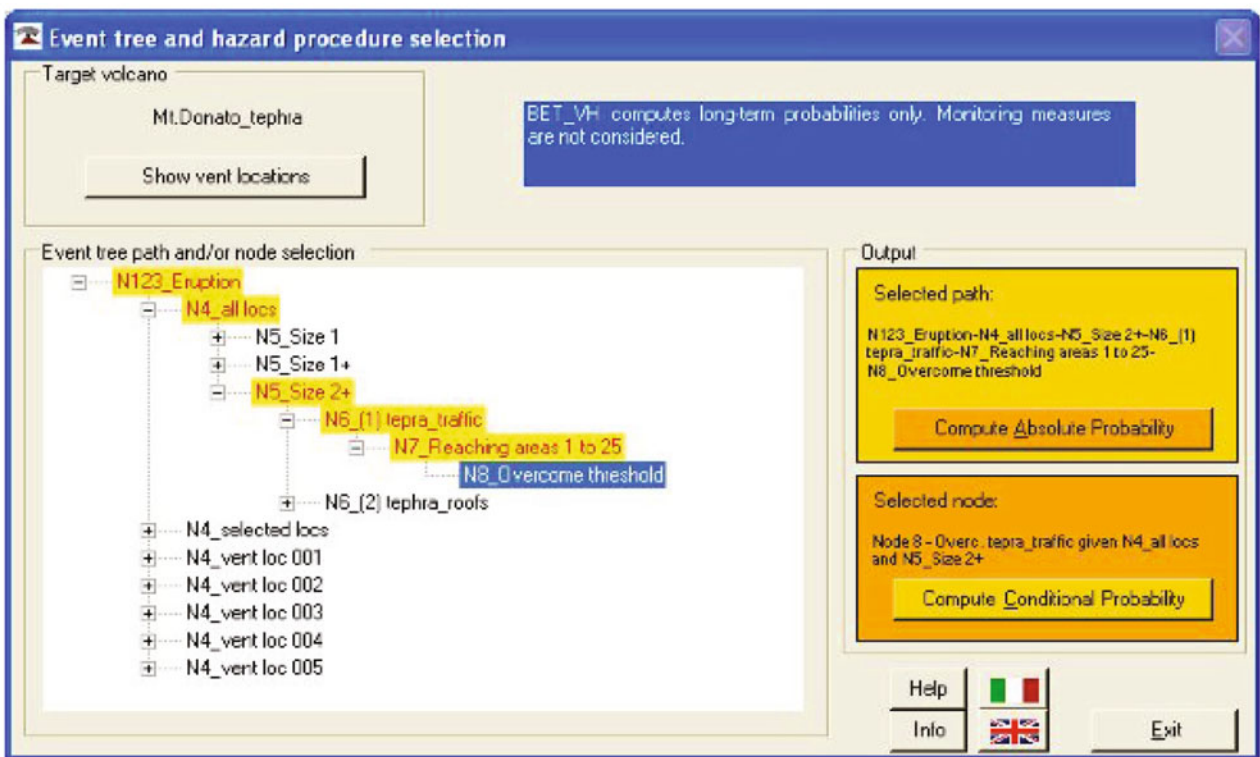 Event tree and hazard procedure selection
Target volcano
Mt.Donato_tephra
Show vent locations
BET_VH computes long-term probabilities only. Monitoring measures
are not considered.
Event tree path and/or node selection
N123_Eruption
N4_all locs
N5_Size 1
N5_Size 1+
N5_Size 2+
N6_(1) tepra_traffic
N7_Reaching areas 1 to 25
N8_Overcome threshold
N6_(2) tephra_roofs
N4_selected locs
N4_vent loc 001
N4_vent loc 002
N4_vent loc 003
N4_vent loc 004
N4_vent loc 005
Output
Selected path:
N123_Eruption-N4_all locs-N5_Size 2+-N6_(1)
tepra_traffic-N7_Reaching areas 1 to 25-
N8_Overcome threshold
Compute Absolute Probability
Selected node:
Node 8 - Overc. tepra_traffic given N4_all locs
and N5_Size 2+
Compute Conditional Probability
Help
Info
Exit